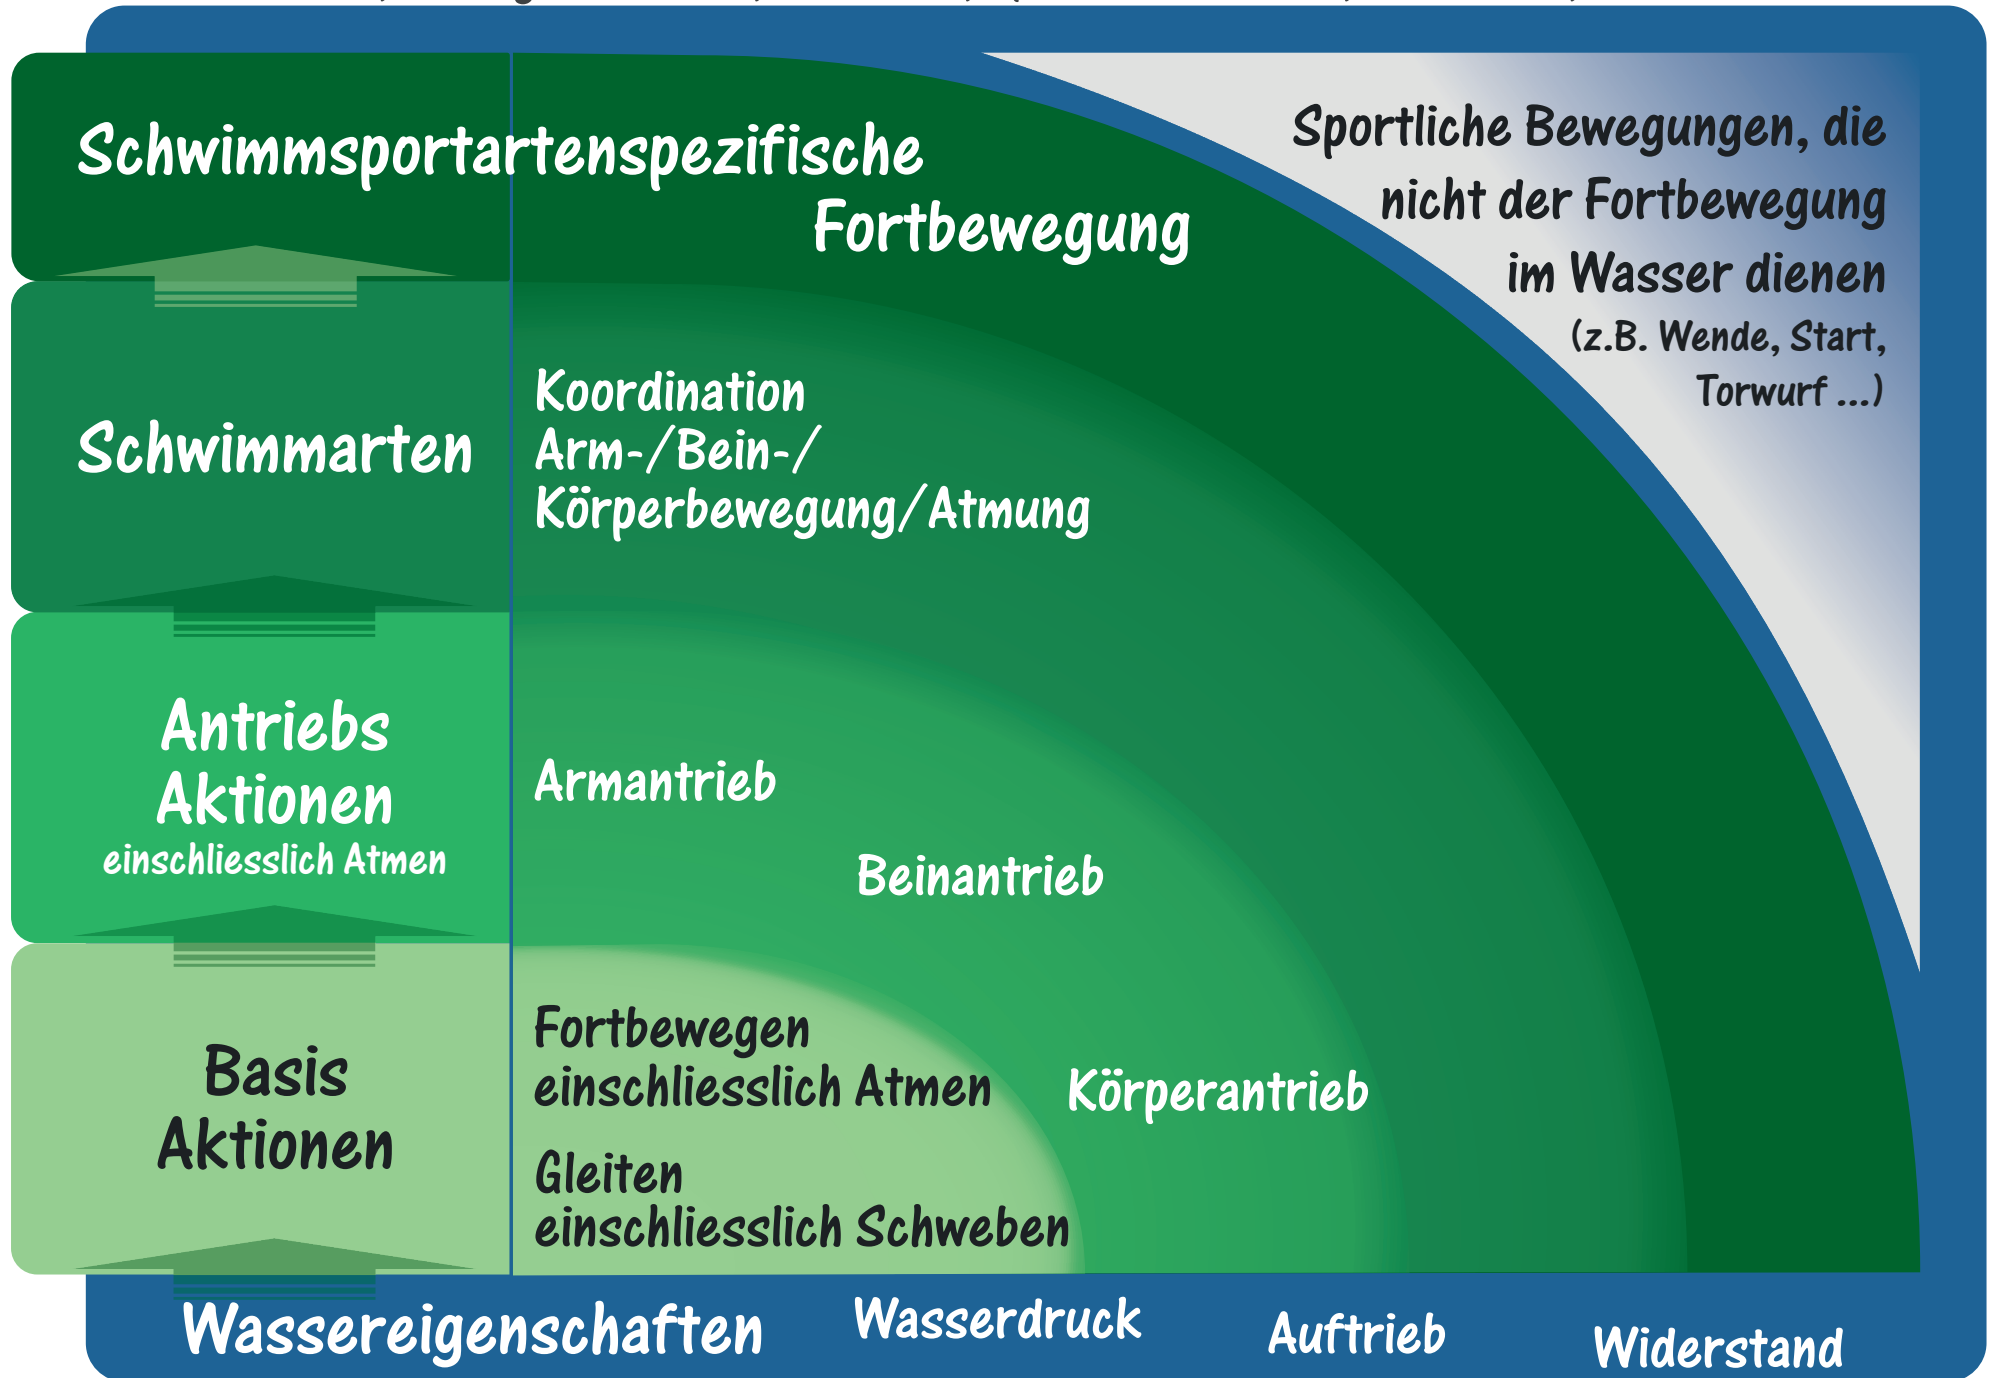 Schwimmsportartenspezifische
Fortbewegung
Sportliche Bewegungen, die
nicht der Fortbewegung
im Wasser dienen
(z.B. Wende, Start,
Torwurf ...)
Schwimmarten
Koordination
Arm-/Bein-/
Körperbewegung/Atmung
Antriebs
Aktionen
einschliesslich Atmen
Armantrieb
Beinantrieb
Körperantrieb
Basis
Aktionen
Fortbewegen
einschliesslich Atmen
Gleiten
einschliesslich Schweben
Wassereigenschaften
Wasserdruck
Auftrieb
Widerstand